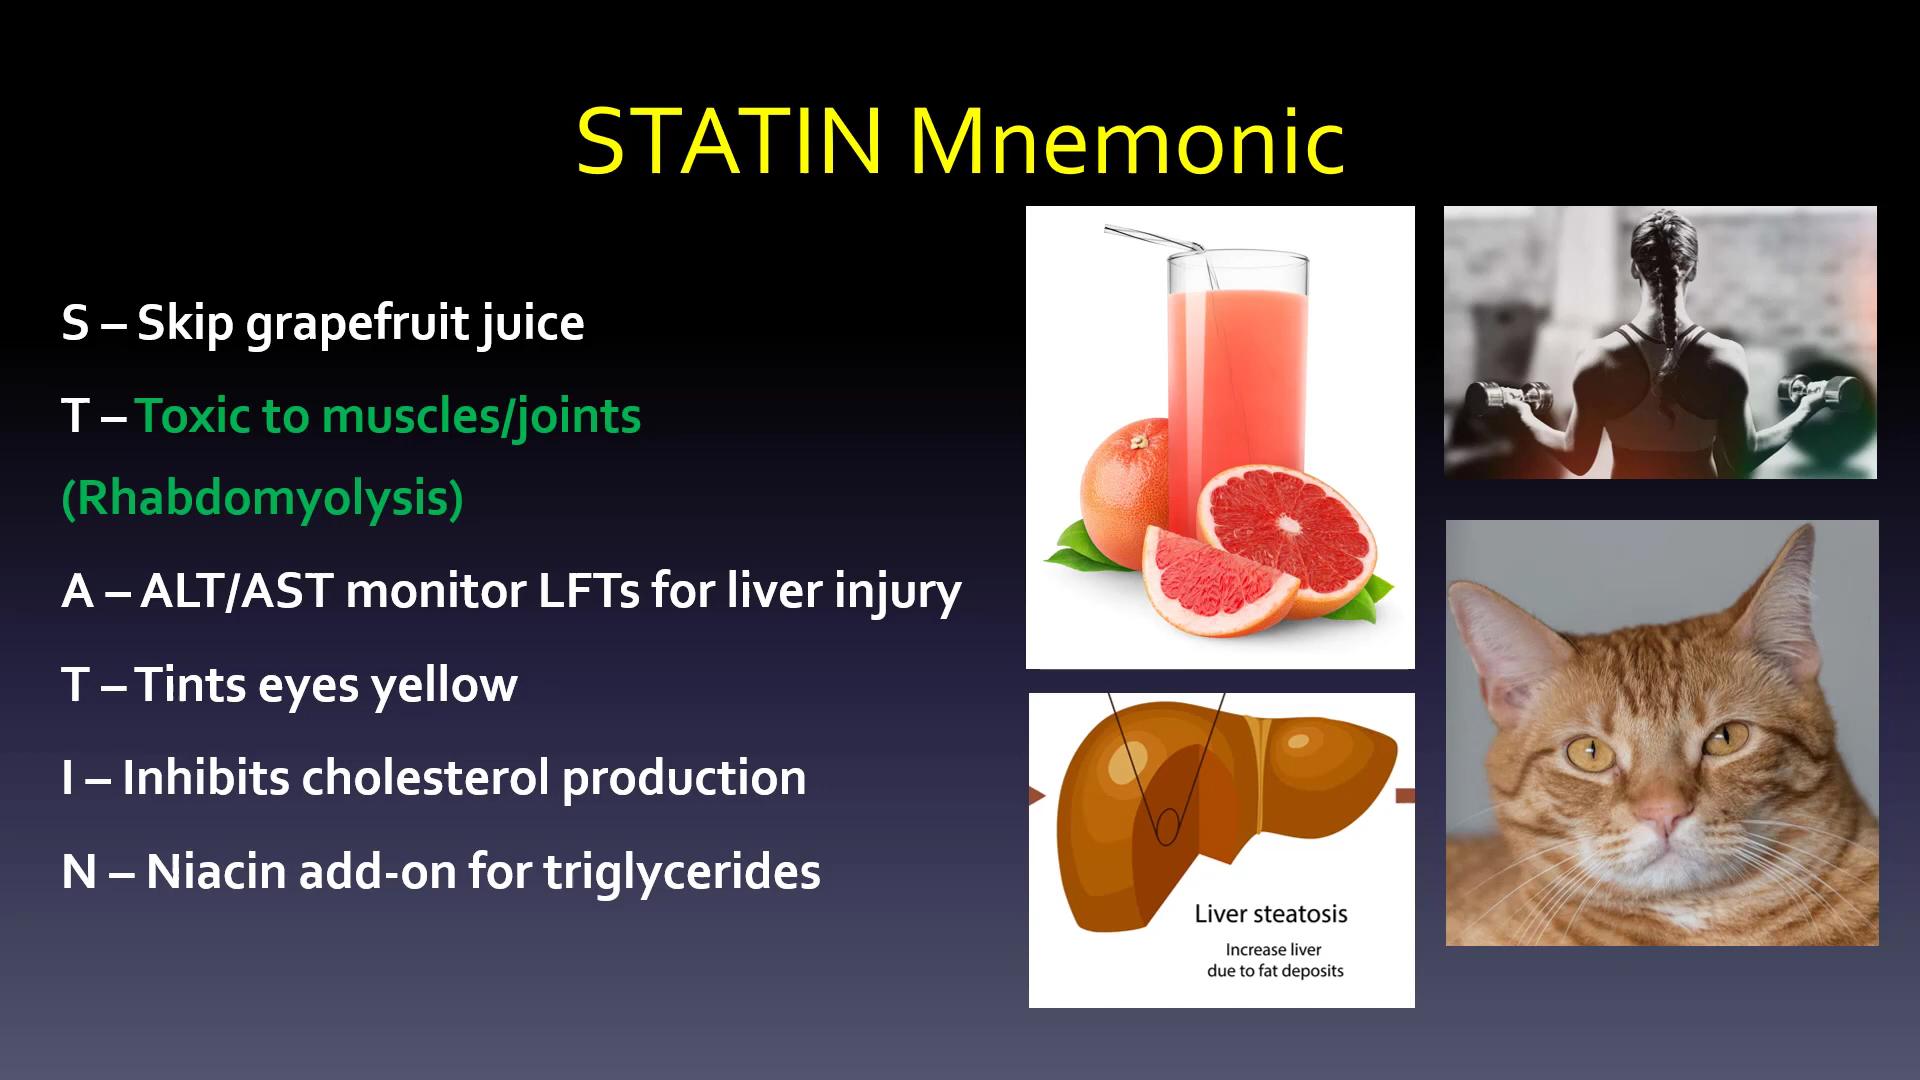 STATIN Mnemonic
S – Skip grapefruit juice
T – Toxic to muscles/joints
(Rhabdomyolysis)
A – ALT/AST monitor LFTs for liver injury
T – Tints eyes yellow
I – Inhibits cholesterol production
N – Niacin add-on for triglycerides
Liver steatosis
Increase liver
due to fat deposits